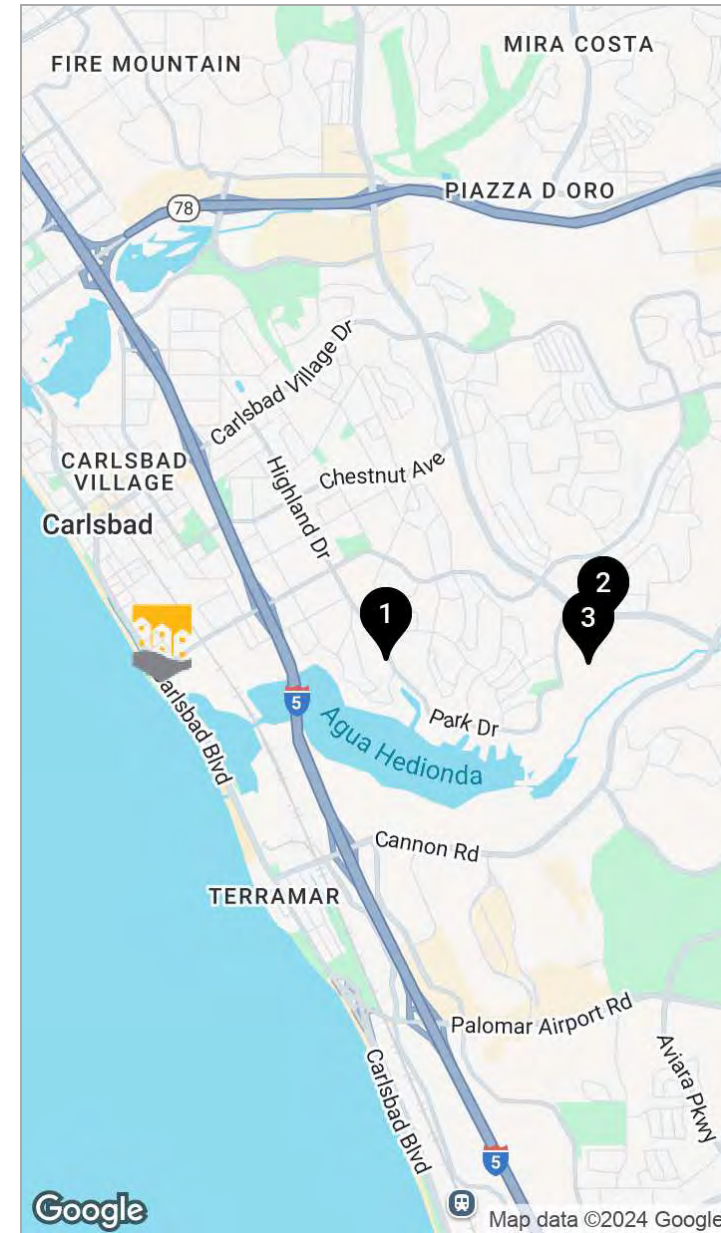 FIRE MOUNTAIN
MIRA COSTA
PIAZZA D ORO
78
Carlsbad Village Dr
CARLSBAD
VILLAGE
Chestnut Ave
Highland Dr
Carlsbad
2
1
3
5
Carlsbad Blvd
Park Dr
Agua Hedionda
Cannon Rd
TERRAMAR
Palomar Airport Rd
Aviara Pkwy
Carlsbad Blvd
5
Google
Map data ©2024 Google